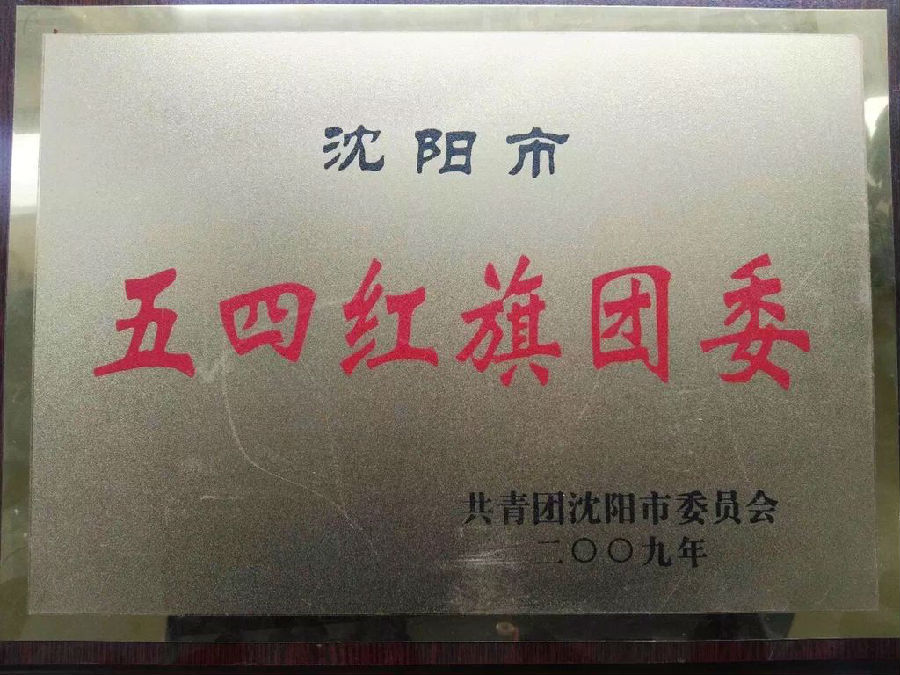 沈阳市
五四红旗团委
共青团沈阳市委员会
二〇〇九年